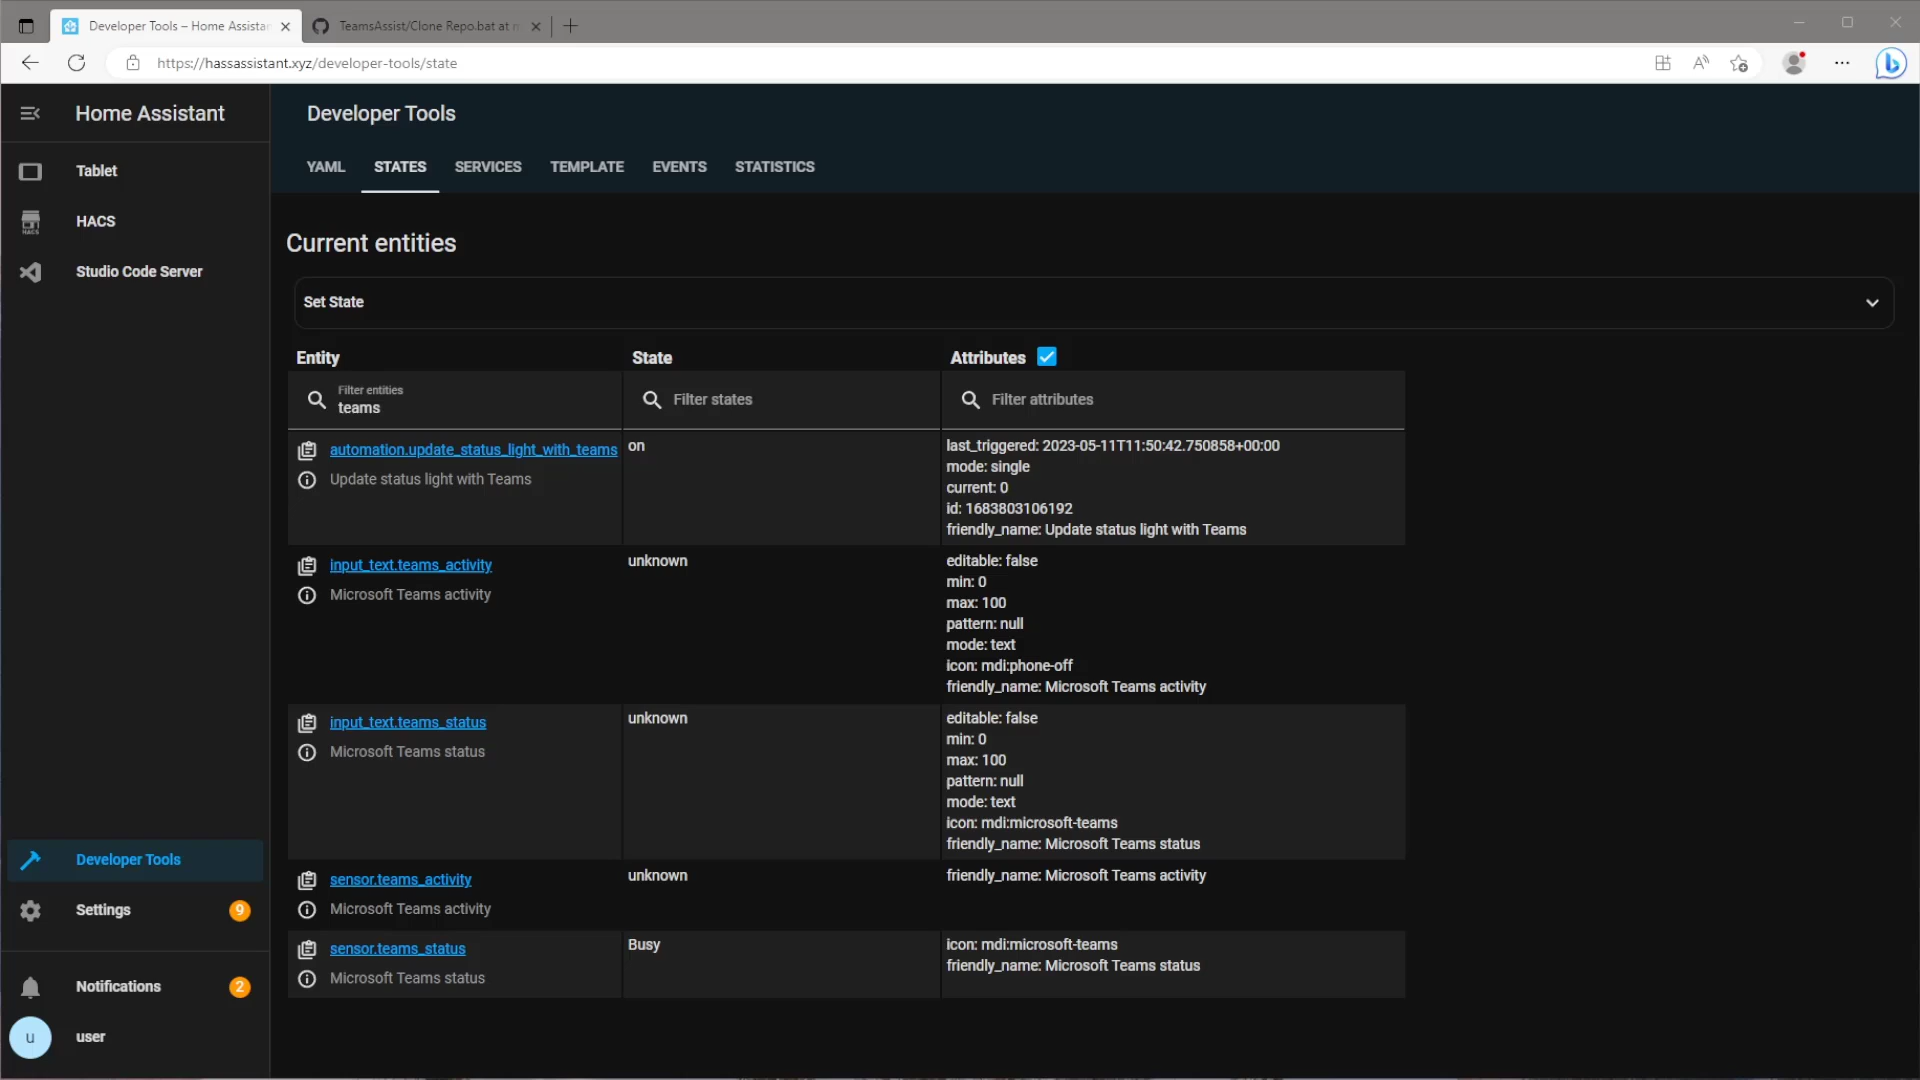 Developer Tools – Home Assistar
TeamsAssist/Clone Repo.bat at m
https://hassassistant.xyz/developer-tools/state
Home Assistant
Tablet
HACS
HACS
Studio Code Server
Developer Tools
Settings
9
Notifications
2
u
user
Developer Tools
YAML
STATES
SERVICES
TEMPLATE
EVENTS
STATISTICS
Current entities
Set State
Entity
State
Attributes
Filter entities
teams
Filter states
Filter attributes
automation.update_status_light_with_teams
Update status light with Teams
on
last_triggered: 2023-05-11T11:50:42.750858+00:00
mode: single
current: 0
id: 1683803106192
friendly_name: Update status light with Teams
input_text.teams_activity
Microsoft Teams activity
unknown
editable: false
min: 0
max: 100
pattern: null
mode: text
icon: mdi:phone-off
friendly_name: Microsoft Teams activity
input_text.teams_status
Microsoft Teams status
unknown
editable: false
min: 0
max: 100
pattern: null
mode: text
icon: mdi:microsoft-teams
friendly_name: Microsoft Teams status
sensor.teams_activity
Microsoft Teams activity
unknown
friendly_name: Microsoft Teams activity
sensor.teams_status
Microsoft Teams status
Busy
icon: mdi:microsoft-teams
friendly_name: Microsoft Teams status